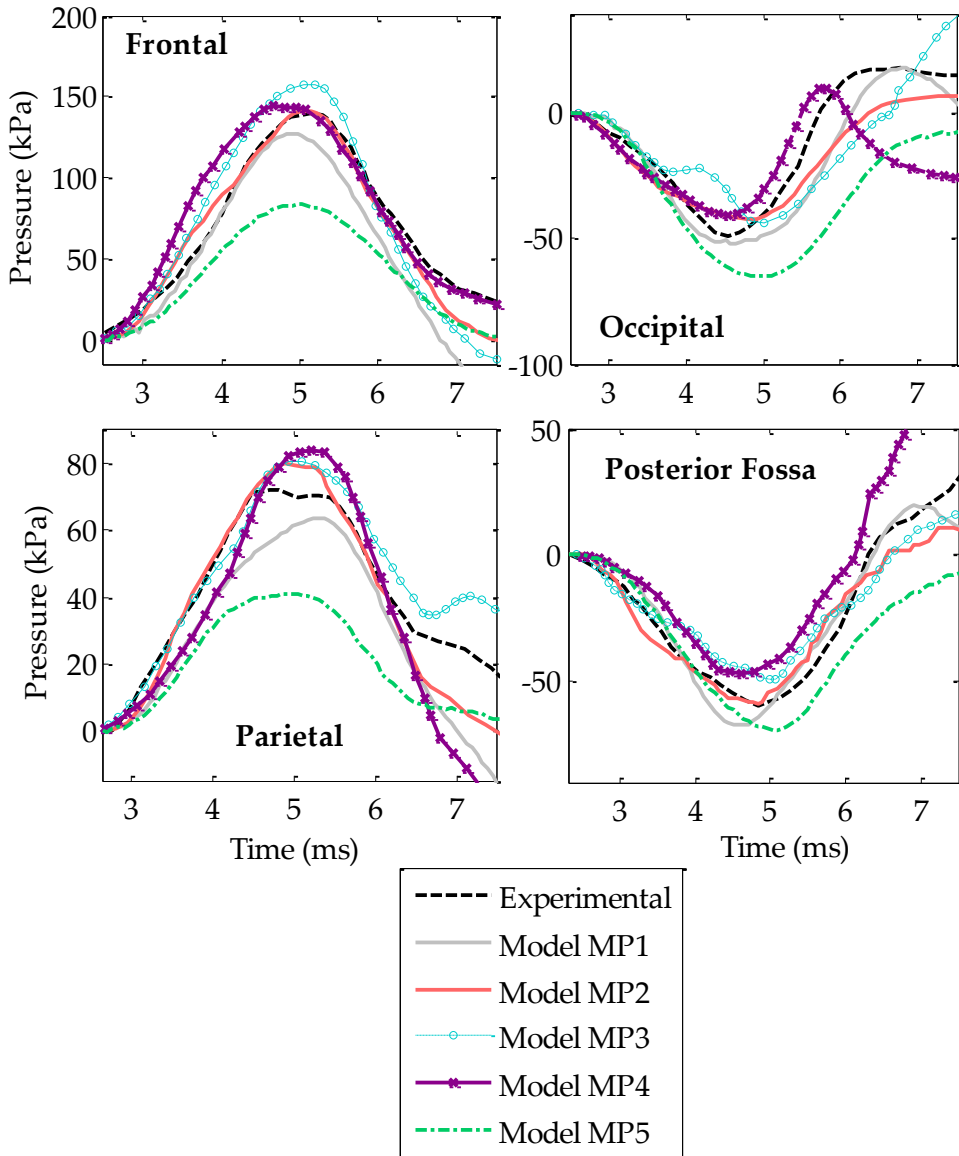 Frontal
Pressure (kPa)
200
150
100
50
0
3 4 5 6 7
Occipital
0
-50
-100
3 4 5 6 7
Parietal
Pressure (kPa)
80
60
40
20
0
3 4 5 6 7
Time (ms)
Posterior Fossa
50
0
-50
3 4 5 6 7
Time (ms)
Experimental
Model MP1
Model MP2
Model MP3
Model MP4
Model MP5